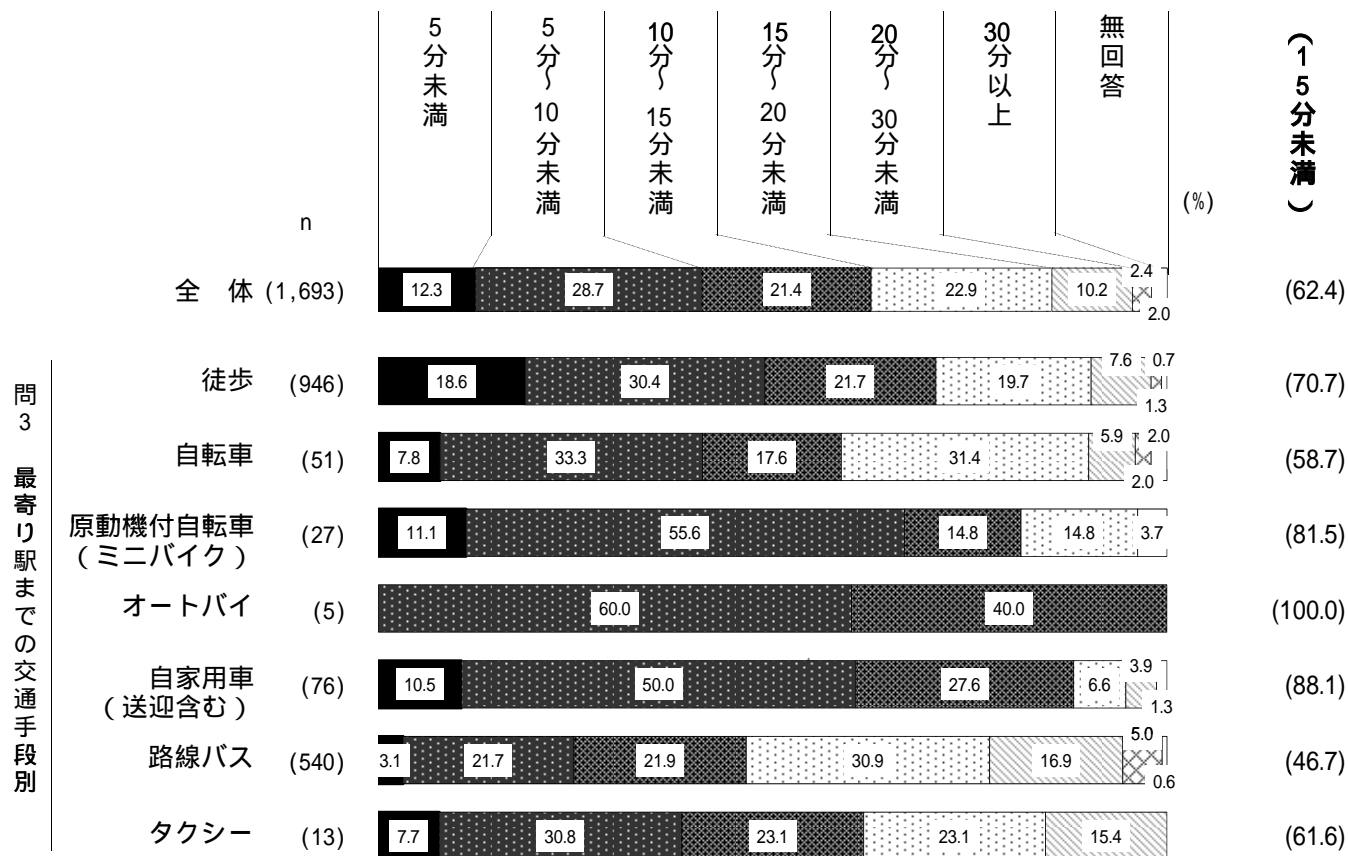 5分未満
5分〜10分未満
10分〜15分未満
15分〜20分未満
20分〜30分未満
30分以上
無回答
(%)
（15分未満）
n
全 体 (1,693) 12.3 28.7 21.4 22.9 10.2 2.4 2.0 (62.4)
問3 最寄り駅までの交通手段別
徒歩 (946) 18.6 30.4 21.7 19.7 7.6 0.7 1.3 (70.7)
自転車 (51) 7.8 33.3 17.6 31.4 5.9 2.0 2.0 (58.7)
原動機付自転車
（ミニバイク） (27) 11.1 55.6 14.8 14.8 3.7 (81.5)
オートバイ (5) 60.0 40.0 (100.0)
自家用車
（送迎含む） (76) 10.5 50.0 27.6 6.6 3.9 1.3 (88.1)
路線バス (540) 3.1 21.7 21.9 30.9 16.9 5.0 0.6 (46.7)
タクシー (13) 7.7 30.8 23.1 23.1 15.4 (61.6)